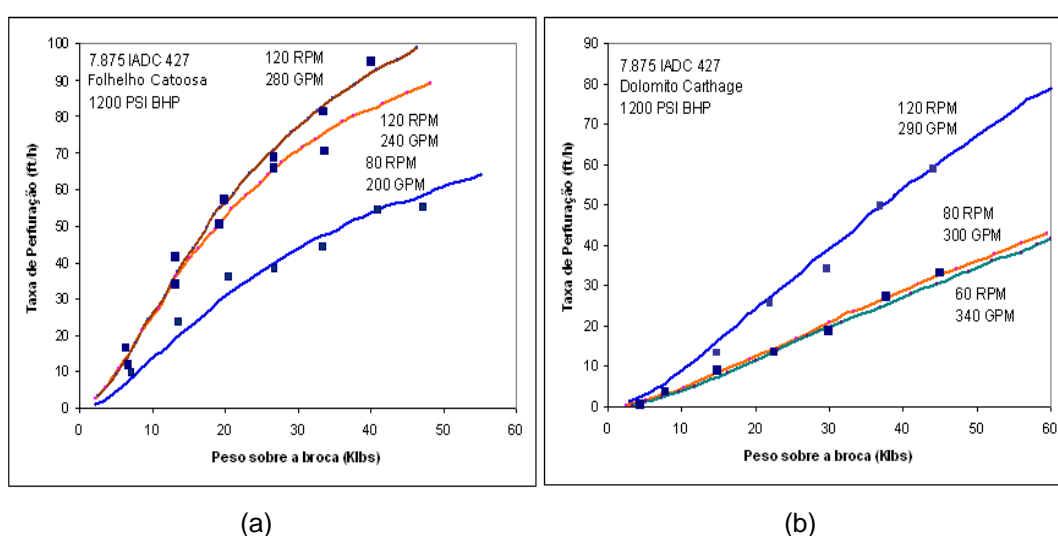 7.875 IADC 427
Folhelho Catoosa
1200 PSI BHP
120 RPM
280 GPM
120 RPM
240 GPM
80 RPM
200 GPM
Taxa de Perfuração (ft/h)
100
90
80
70
60
50
40
30
20
10
0
0 10 20 30 40 50 60
Peso sobre a broca (Klbs)
(a)
7.875 IADC 427
Dolomito Carthage
1200 PSI BHP
120 RPM
290 GPM
80 RPM
300 GPM
60 RPM
340 GPM
Taxa de Perfuração (ft/h)
90
80
70
60
50
40
30
20
10
0
0 10 20 30 40 50 60
Peso sobre a broca (Klbs)
(b)